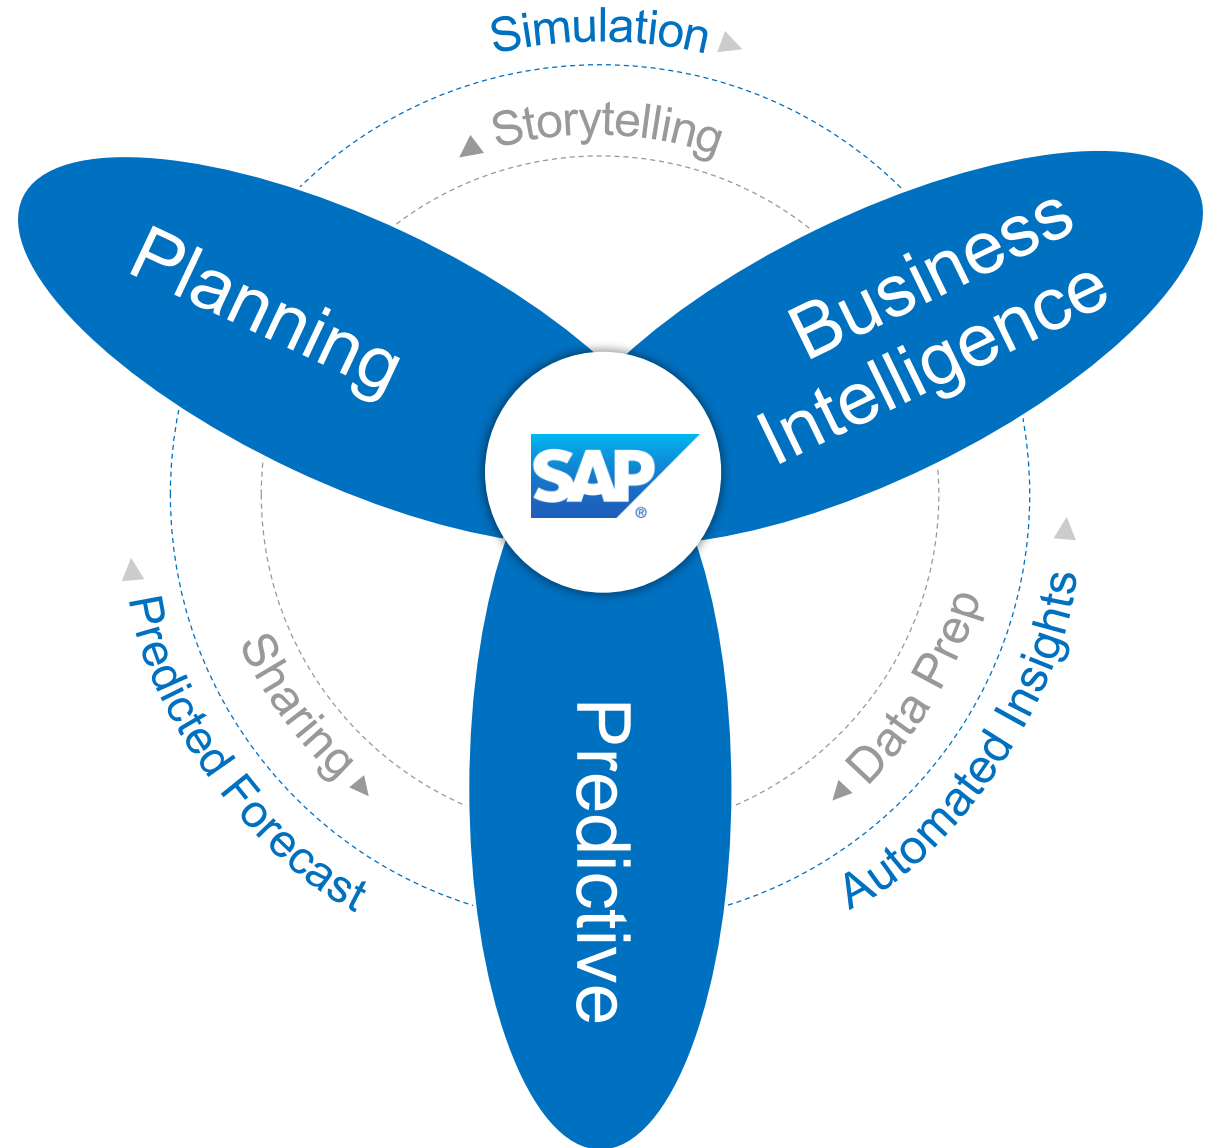 Simulation
Storytelling
Planning
Business
Intelligence
SAP
®
Predicted Forecast
Sharing
Data Prep
Automated Insights
Predictive